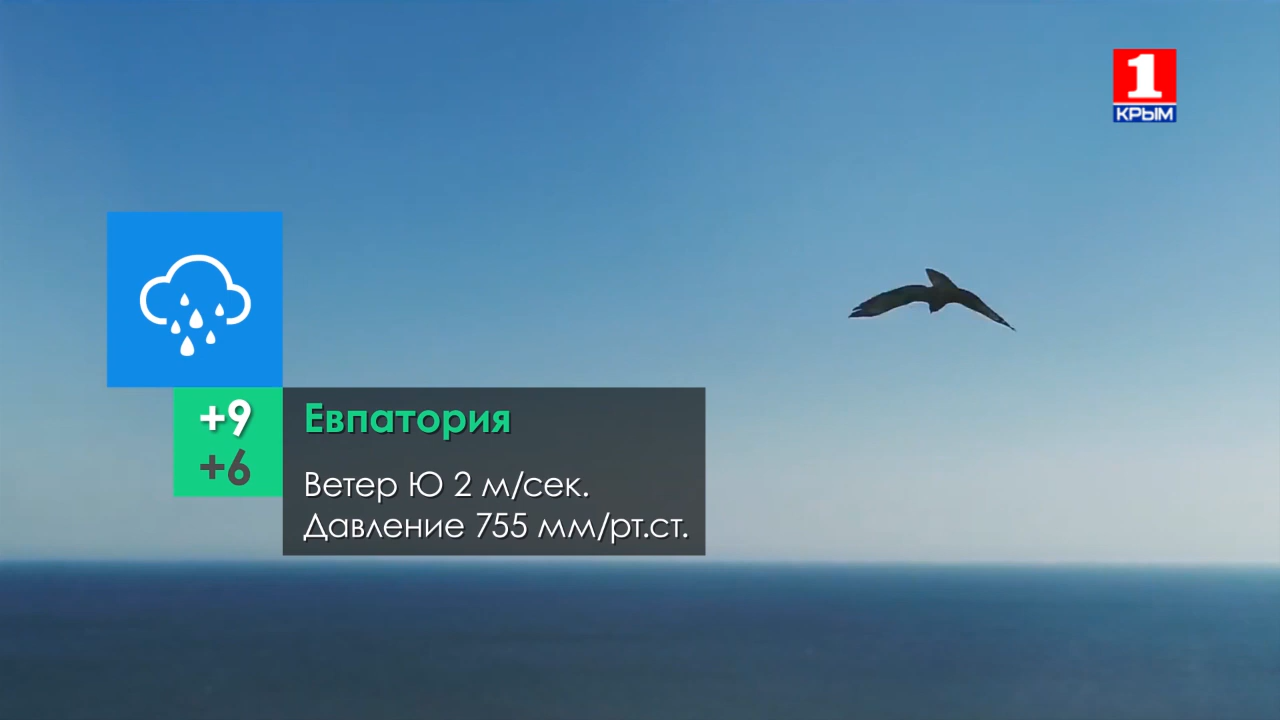 1
КРЫМ
+9
+6
Евпатория
Ветер Ю 2 м/сек.
Давление 755 мм/рт.ст.